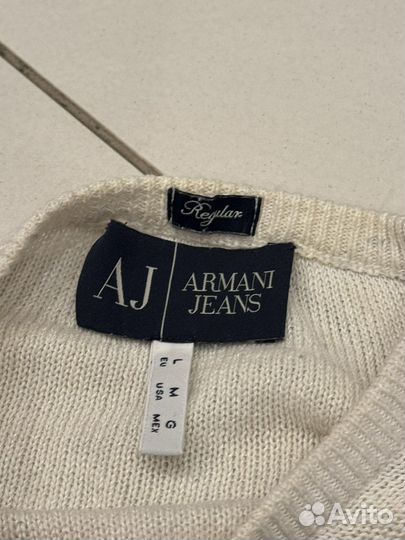 Regular
AJ
ARMANI
JEANS
L M G
EU USA MEX
Avito